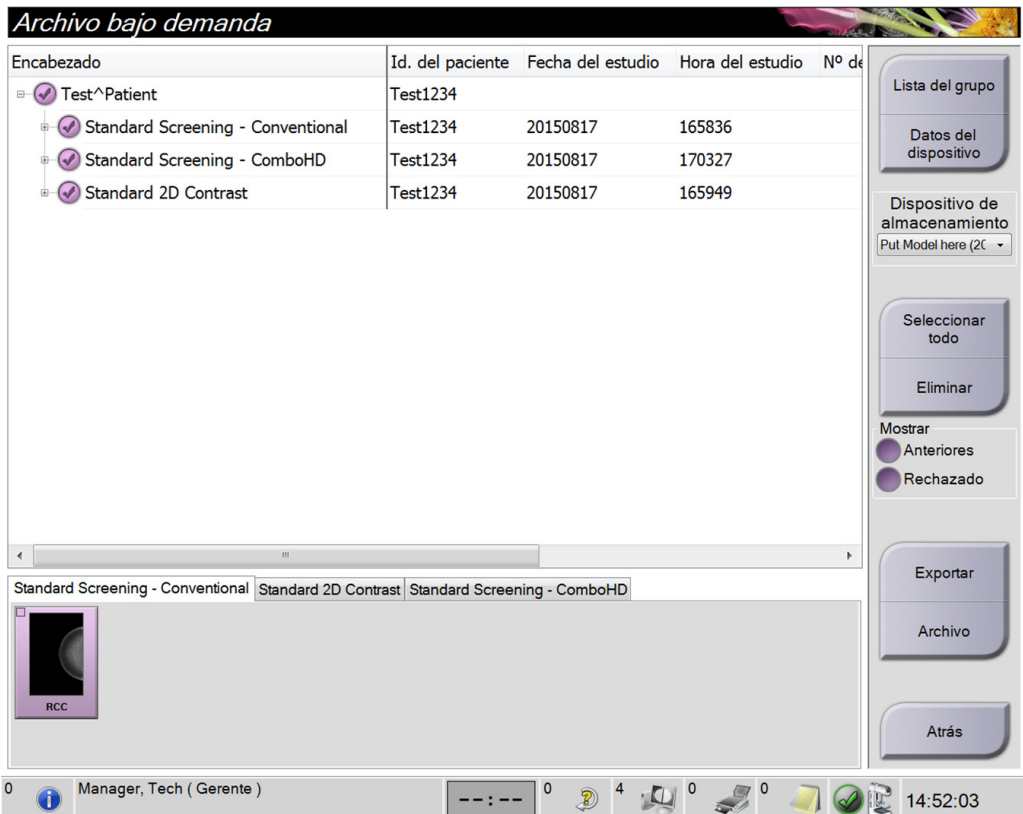 Archivo bajo demanda
Encabezado Id. del paciente Fecha del estudio Hora del estudio Nº de
Test^Patient Test1234
Standard Screening - Conventional Test1234 20150817 165836
Standard Screening - ComboHD Test1234 20150817 170327
Standard 2D Contrast Test1234 20150817 165949
Lista del grupo
Datos del
dispositivo
Dispositivo de
almacenamiento
Put Model here (20
Seleccionar
todo
Eliminar
Mostrar
Anteriores
Rechazado
Exportar
Archivo
Atrás
Standard Screening - Conventional Standard 2D Contrast Standard Screening - ComboHD
RCC
0 Manager, Tech ( Gerente ) --:-- 0 4 0 0 14:52:03